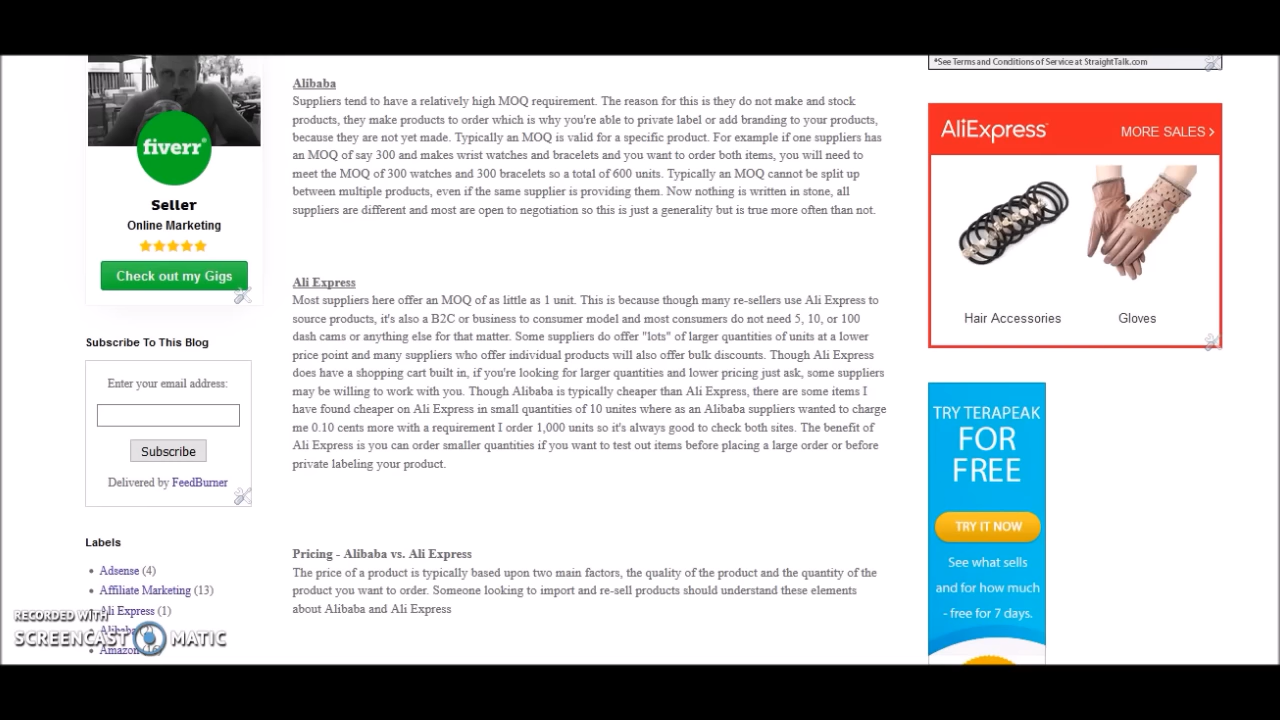 fiverr®
Seller
Online Marketing
Check out my Gigs
Subscribe To This Blog
Enter your email address:
Subscribe
Delivered by FeedBurner
Labels
Adsense (4)
Affiliate Marketing (13)
Ali Express (1)
Alibaba
Amazon
RECORDED WITH
SCREENCAST MATIC
Alibaba
Suppliers tend to have a relatively high MOQ requirement. The reason for this is they do not make and stock
products, they make products to order which is why you're able to private label or add branding to your products,
because they are not yet made. Typically an MOQ is valid for a specific product. For example if one suppliers has
an MOQ of say 300 and makes wrist watches and bracelets and you want to order both items, you will need to
meet the MOQ of 300 watches and 300 bracelets so a total of 600 units. Typically an MOQ cannot be split up
between multiple products, even if the same supplier is providing them. Now nothing is written in stone, all
suppliers are different and most are open to negotiation so this is just a generality but is true more often than not.
Ali Express
Most suppliers here offer an MOQ of as little as 1 unit. This is because though many re-sellers use Ali Express to
source products, it's also a B2C or business to consumer model and most consumers do not need 5, 10, or 100
dash cams or anything else for that matter. Some suppliers do offer "lots" of larger quantities of units at a lower
price point and many suppliers who offer individual products will also offer bulk discounts. Though Ali Express
does have a shopping cart built in, if you're looking for larger quantities and lower pricing just ask, some suppliers
may be willing to work with you. Though Alibaba is typically cheaper than Ali Express, there are some items I
have found cheaper on Ali Express in small quantities of 10 unites where as an Alibaba suppliers wanted to charge
me 0.10 cents more with a requirement I order 1,000 units so it's always good to check both sites. The benefit of
Ali Express is you can order smaller quantities if you want to test out items before placing a large order or before
private labeling your product.
Pricing - Alibaba vs. Ali Express
The price of a product is typically based upon two main factors, the quality of the product and the quantity of the
product you want to order. Someone looking to import and re-sell products should understand these elements
about Alibaba and Ali Express
*See Terms and Conditions of Service at StraightTalk.com
AliExpress™
MORE SALES >
Hair Accessories
Gloves
TRY TERAPEAK
FOR
FREE
TRY IT NOW
See what sells
and for how much
- free for 7 days.